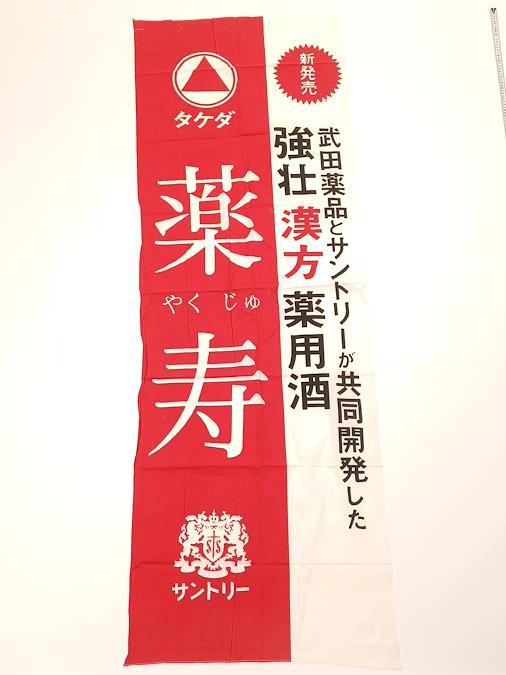 新発売
武田薬品とサントリーが共同開発した
強壮 漢方 薬用酒
タケダ
薬寿
やく じゅ
サントリー